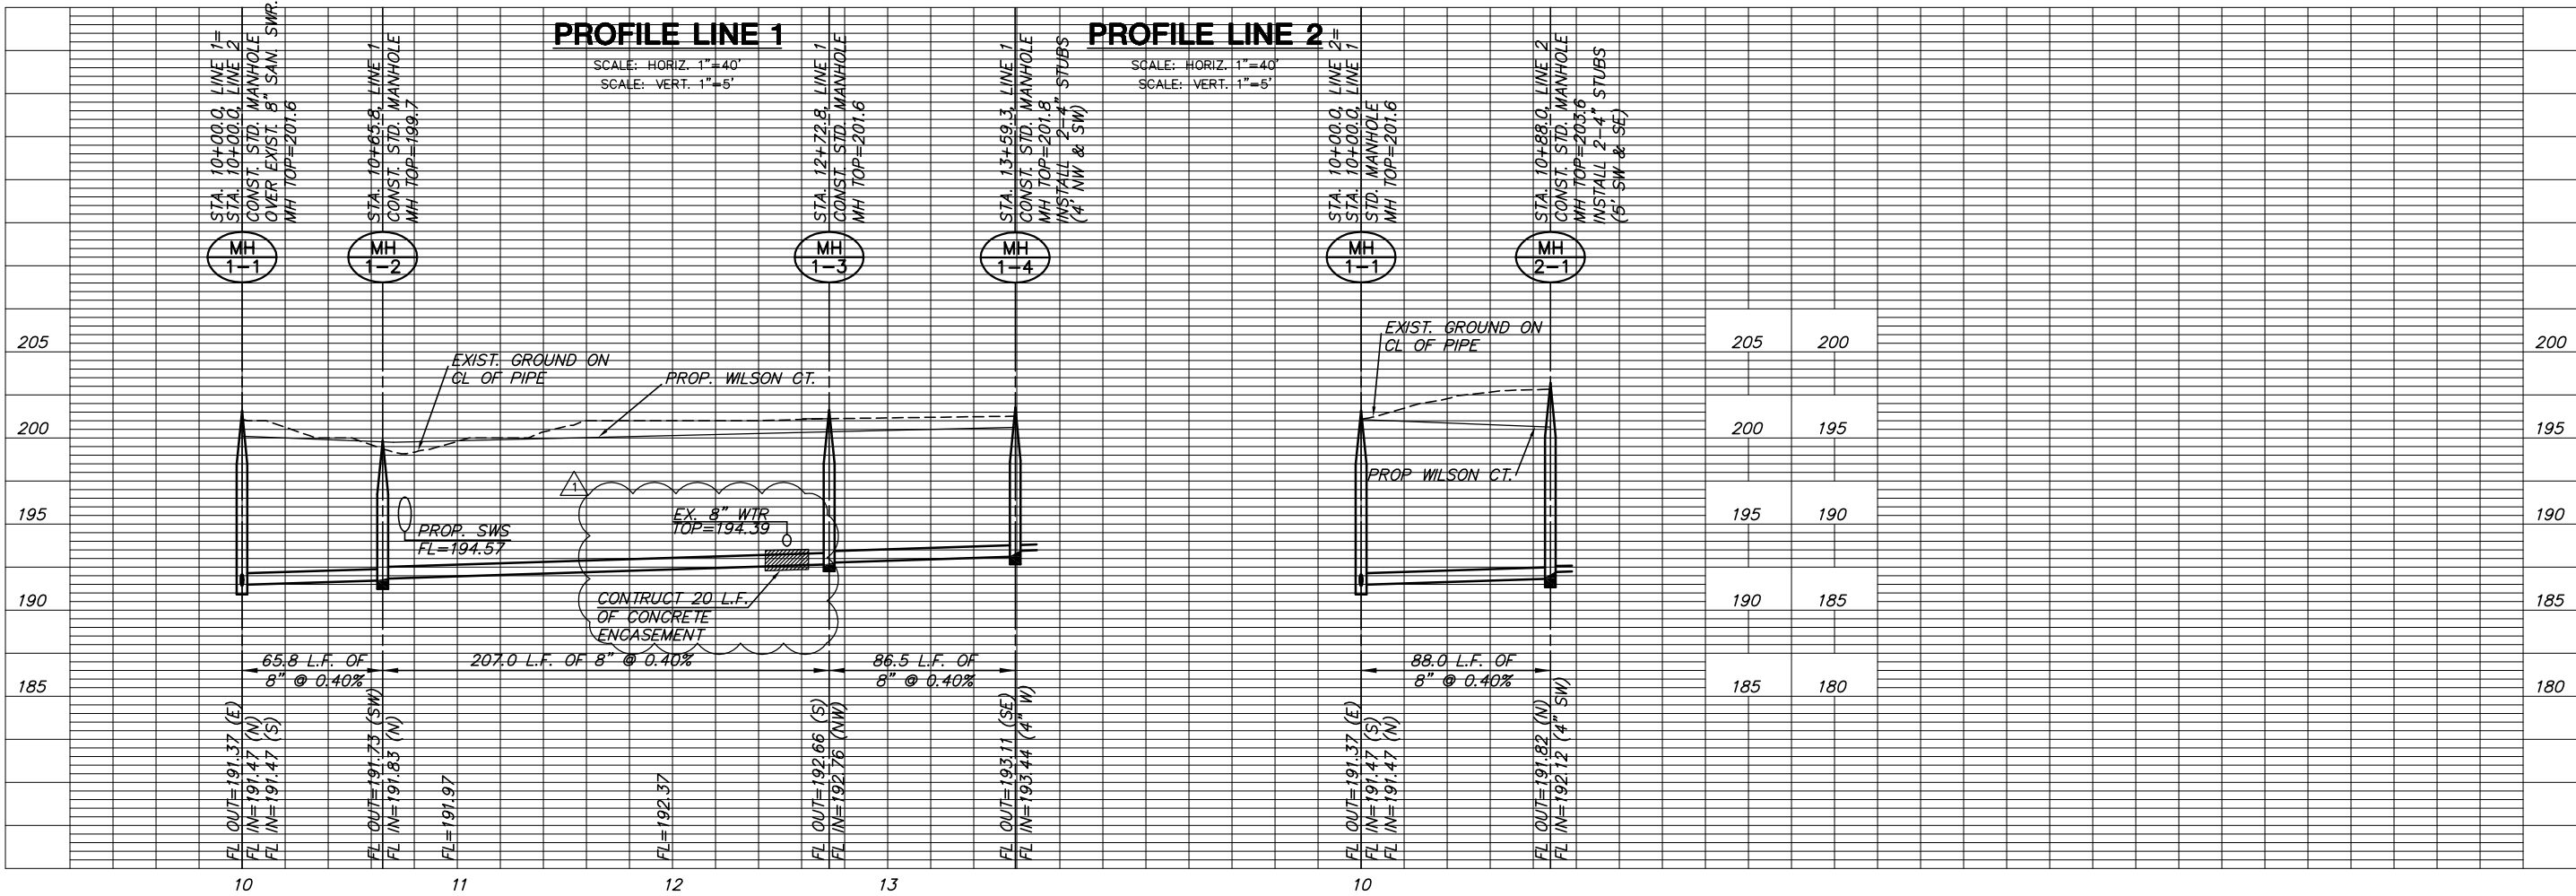 PROFILE LINE 1
SCALE: HORIZ. 1"=40'
SCALE: VERT. 1"=5'
PROFILE LINE 2
SCALE: HORIZ. 1"=40'
SCALE: VERT. 1"=5'
STA. 10+00.0, LINE 1=
STA. 10+00.0, LINE 2
CONST. STD. MANHOLE
OVER EXIST. 8" SAN. SWR.
MH TOP=201.6
STA. 10+65.8, LINE 1
CONST. STD. MANHOLE
MH TOP=199.7
STA. 12+72.8, LINE 1
CONST. STD. MANHOLE
MH TOP=201.6
STA. 13+59.3, LINE 1
CONST. STD. MANHOLE
MH TOP=201.8
INSTALL 2-4" STUBS
(4' NW & SW)
STA. 10+00.0, LINE 2=
STA. 10+00.0, LINE 1
STD. MANHOLE
MH TOP=201.6
STA. 10+88.0, LINE 2
CONST. STD. MANHOLE
MH TOP=203.6
INSTALL 2-4" STUBS
(5' SW & SE)
MH
1-1
MH
1-2
MH
1-3
MH
1-4
MH
1-1
MH
2-1
205
EXIST. GROUND ON
CL OF PIPE
PROP. WILSON CT.
EXIST. GROUND ON
CL OF PIPE
205 200
200
200
200 195
195
PROP WILSON CT.
1
195
PROP. SWS
FL=194.57
EX. 8" WTR
TOP=194.39
195 190
190
190
CONTRUCT 20 L.F.
OF CONCRETE
ENCASEMENT
190 185
185
65.8 L.F. OF
8" @ 0.40%
207.0 L.F. OF 8" @ 0.40%
86.5 L.F. OF
8" @ 0.40%
88.0 L.F. OF
8" @ 0.40%
185
185 180
180
FL OUT=191.37 (E)
FL IN=191.47 (N)
FL IN=191.47 (S)
FL OUT=191.73 (SW)
FL IN=191.83 (N)
FL=191.97
FL=192.37
FL OUT=192.66 (S)
FL IN=192.76 (NW)
FL OUT=193.11 (SE)
FL IN=193.44 (4" W)
FL OUT=191.37 (E)
FL IN=191.47 (S)
FL IN=191.47 (N)
FL OUT=191.82 (N)
FL IN=192.12 (4" SW)
10 11 12 13 10